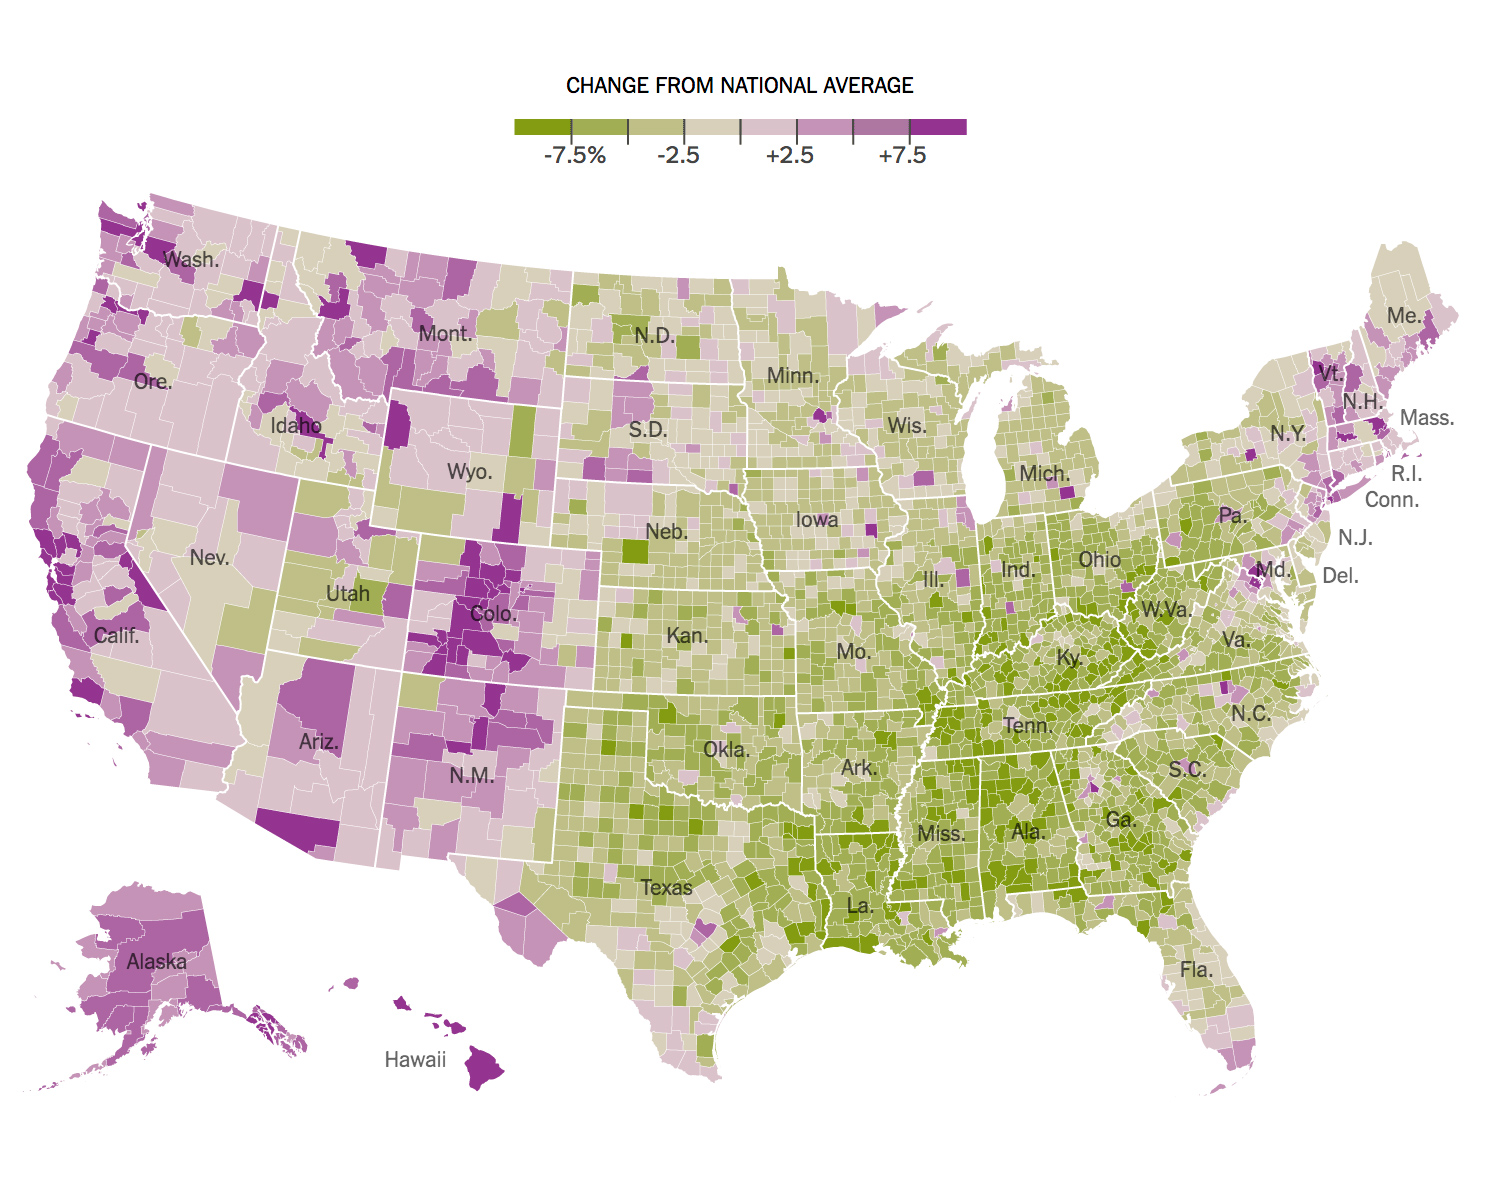 CHANGE FROM NATIONAL AVERAGE
-7.5% -2.5 +2.5 +7.5
Wash.
Mont.
N.D.
Minn.
Me.
Ore.
Idaho
S.D.
Wis.
Mich.
N.Y.
Vt.
N.H.
Mass.
R.I.
Conn.
Wyo.
Neb.
Iowa
Pa.
N.J.
Nev.
Utah
Colo.
Kan.
Mo.
Ill.
Ind.
Ohio
W.Va.
Md.
Del.
Calif.
Ky.
Va.
Ariz.
N.M.
Okla.
Ark.
Tenn.
N.C.
S.C.
Texas
La.
Miss.
Ala.
Ga.
Fla.
Alaska
Hawaii